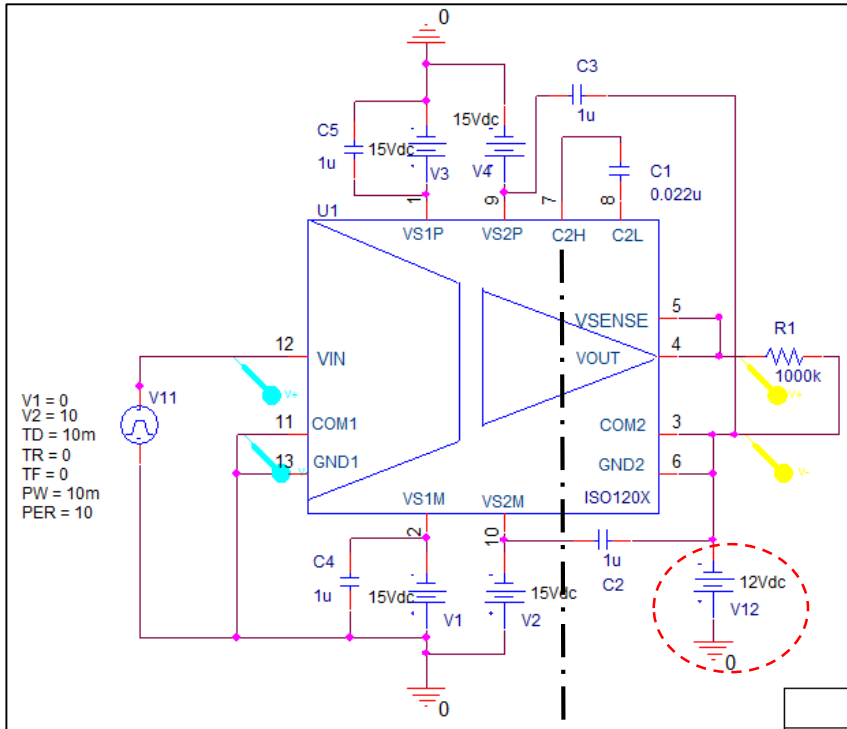 0
C3
1u
C5
1u
15Vdc
V3
15Vdc
V4
C1
0.022u
1
9
7
8
U1
VS1P
VS2P
C2H
C2L
VSENSE
5
12
VIN
VOUT
4
R1
1000k
V+
V+
V11
V1 = 0
V2 = 10
TD = 10m
TR = 0
TF = 0
PW = 10m
PER = 10
11
COM1
COM2
3
13
GND1
GND2
6
V-
VS1M
VS2M
ISO120X
2
10
C4
1u
15Vdc
V1
15Vdc
V2
1u
C2
12Vdc
V12
0
0